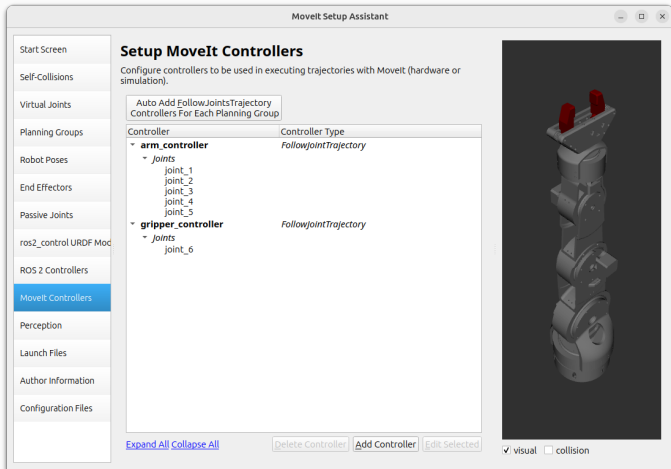 MoveIt Setup Assistant
Start Screen
Self-Collisions
Virtual Joints
Planning Groups
Robot Poses
End Effectors
Passive Joints
ros2_control URDF Mod
ROS 2 Controllers
MoveIt Controllers
Perception
Launch Files
Author Information
Configuration Files
Setup MoveIt Controllers
Configure controllers to be used in executing trajectories with MoveIt (hardware or
simulation).
Auto Add FollowJointsTrajectory
Controllers For Each Planning Group
Controller Controller Type
arm_controller FollowJointTrajectory
Joints
joint_1
joint_2
joint_3
joint_4
joint_5
gripper_controller FollowJointTrajectory
Joints
joint_6
Expand All Collapse All Delete Controller Add Controller Edit Selected
visual collision